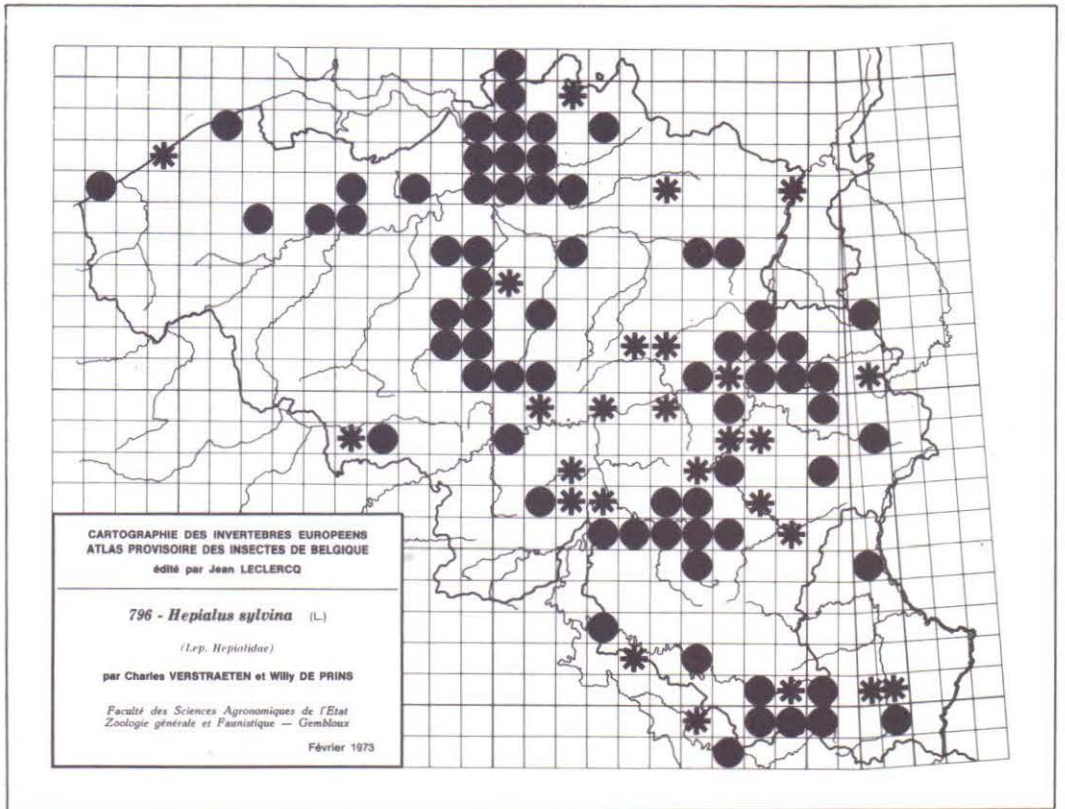 CARTOGRAPHIE DES INVERTEBRES EUROPEENS
ATLAS PROVISOIRE DES INSECTES DE BELGIQUE
édité par Jean LECLERCQ
796 - Hepialus sylvina (L.)
(Lep. Hepialidae)
par Charles VERSTRAETEN et Willy DE PRINS
Faculté des Sciences Agronomiques de l'Etat
Zoologie générale et Faunistique — Gembloux
Février 1973